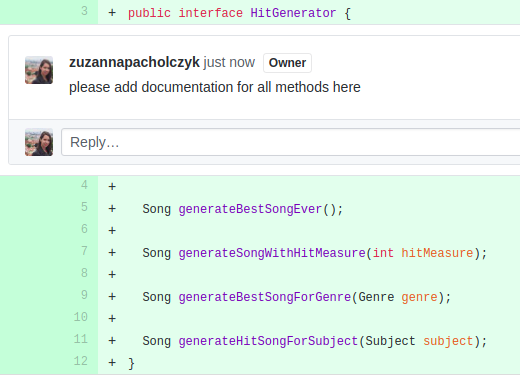 3 + public interface HitGenerator {
zuzannapacholczyk just now Owner
please add documentation for all methods here
Reply…
4 +
5 + Song generateBestSongEver();
6 +
7 + Song generateSongWithHitMeasure(int hitMeasure);
8 +
9 + Song generateBestSongForGenre(Genre genre);
10 +
11 + Song generateHitSongForSubject(Subject subject);
12 + }